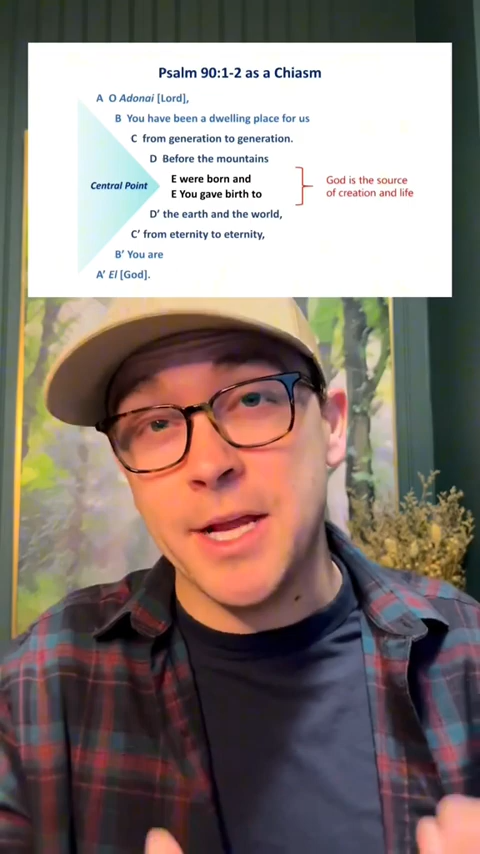 Psalm 90:1-2 as a Chiasm
A O Adonai [Lord],
B You have been a dwelling place for us
C from generation to generation.
D Before the mountains
E were born and
E You gave birth to
Central Point
God is the source
of creation and life
D’ the earth and the world,
C’ from eternity to eternity,
B’ You are
A’ El [God].